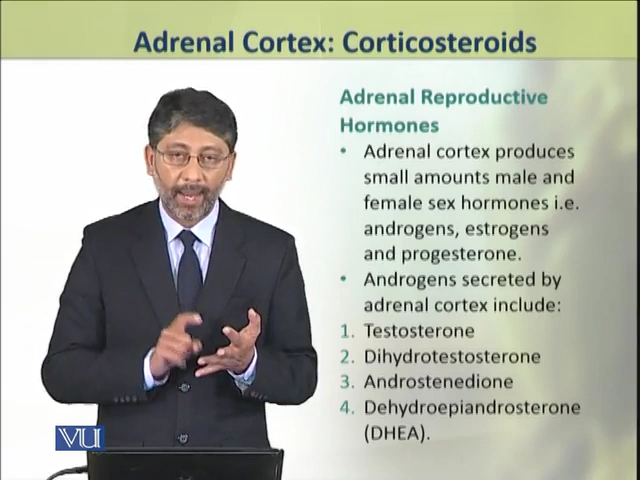 Adrenal Cortex: Corticosteroids
Adrenal Reproductive
Hormones
• Adrenal cortex produces
small amounts male and
female sex hormones i.e.
androgens, estrogens
and progesterone.
• Androgens secreted by
adrenal cortex include:
1. Testosterone
2. Dihydrotestosterone
3. Androstenedione
4. Dehydroepiandrosterone
(DHEA).
VU